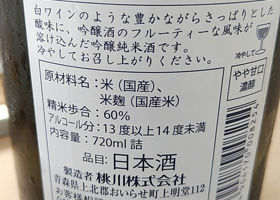 白ワインのような豊かながらさっぱりとした
酸味に、吟醸酒のフルーティーな風味が
溶け込んだ吟醸純米酒です。
冷やしてお召し上がりください。
冷やして
やや甘口
濃醇
原材料名：米（国産）、
米麹（国産米）
精米歩合：60％
アルコール分：13度以上14度未満
内容量：720ml詰
品目：日本酒
製造者 桃川株式会社
青森県上北郡おいらせ町上明堂112